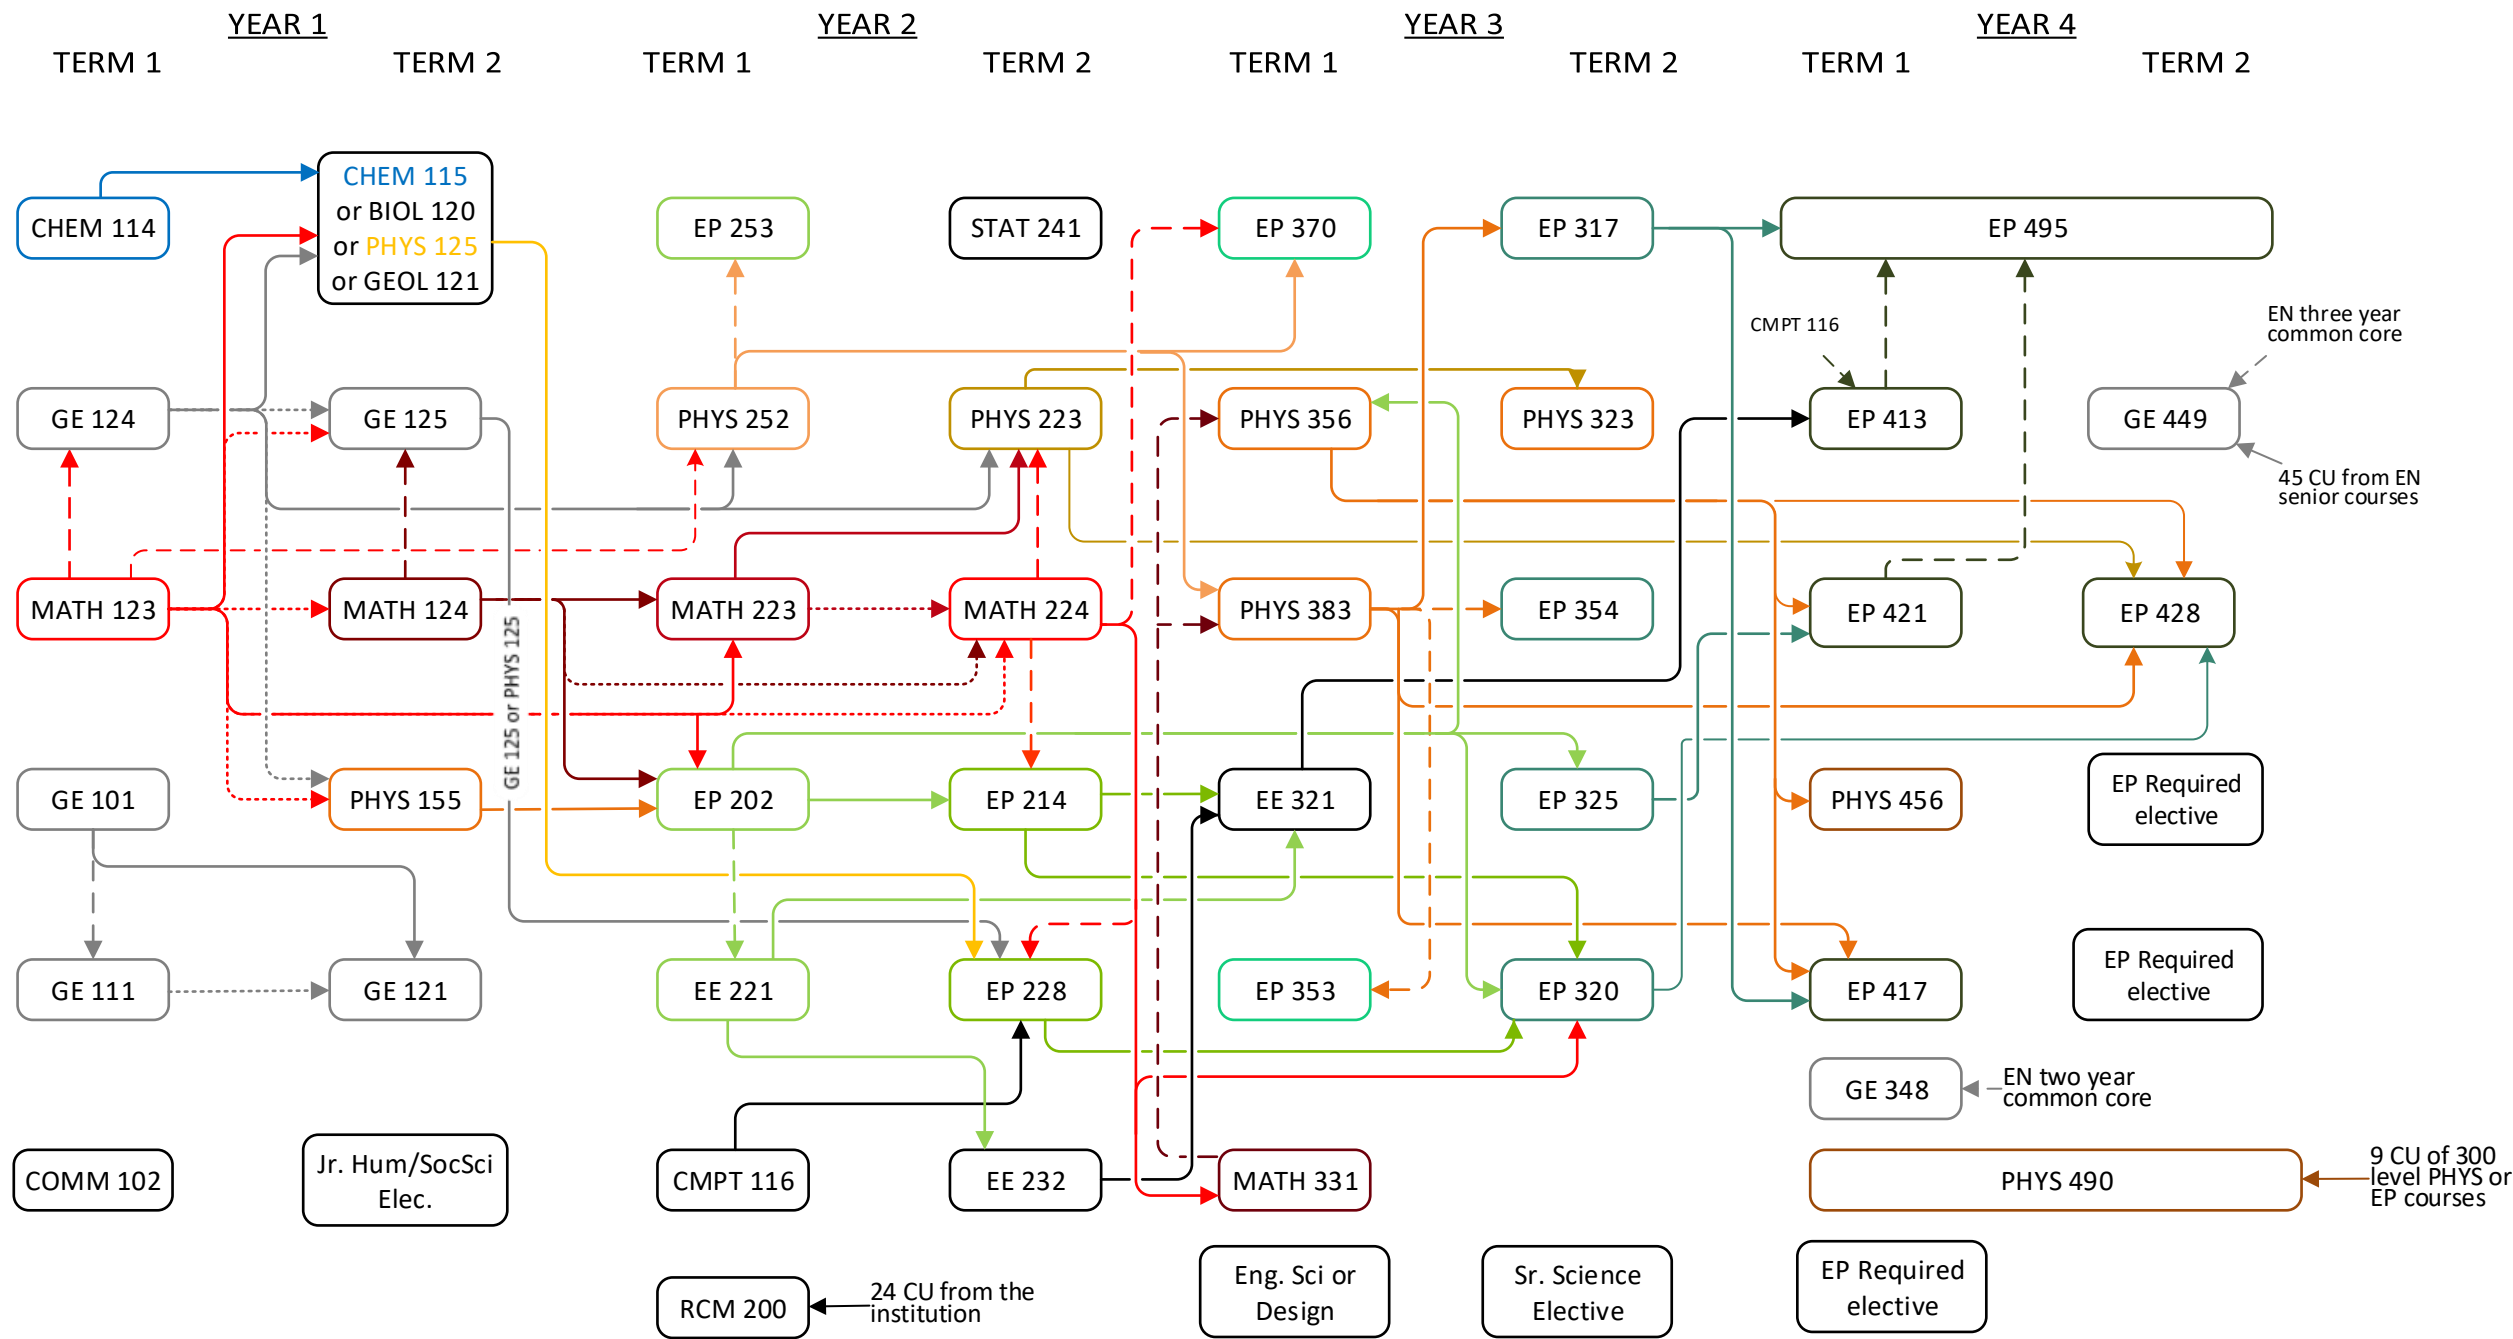 YEAR 1
YEAR 2
YEAR 3
YEAR 4
TERM 1
TERM 2
TERM 1
TERM 2
TERM 1
TERM 2
TERM 1
TERM 2
CHEM 114
CHEM 115
or BIOL 120
or PHYS 125
or GEOL 121
EP 253
STAT 241
EP 370
EP 317
EP 495
CMPT 116
EN three year
common core
GE 124
GE 125
PHYS 252
PHYS 223
PHYS 356
PHYS 323
EP 413
GE 449
45 CU from EN
senior courses
MATH 123
MATH 124
GE 125 or PHYS 125
MATH 223
MATH 224
PHYS 383
EP 354
EP 421
EP 428
GE 101
PHYS 155
EP 202
EP 214
EE 321
EP 325
PHYS 456
EP Required
elective
GE 111
GE 121
EE 221
EP 228
EP 353
EP 320
EP 417
EP Required
elective
GE 348
EN two year
common core
COMM 102
Jr. Hum/SocSci
Elec.
CMPT 116
EE 232
MATH 331
PHYS 490
9 CU of 300
level PHYS or
EP courses
RCM 200
24 CU from the
institution
Eng. Sci or
Design
Sr. Science
Elective
EP Required
elective